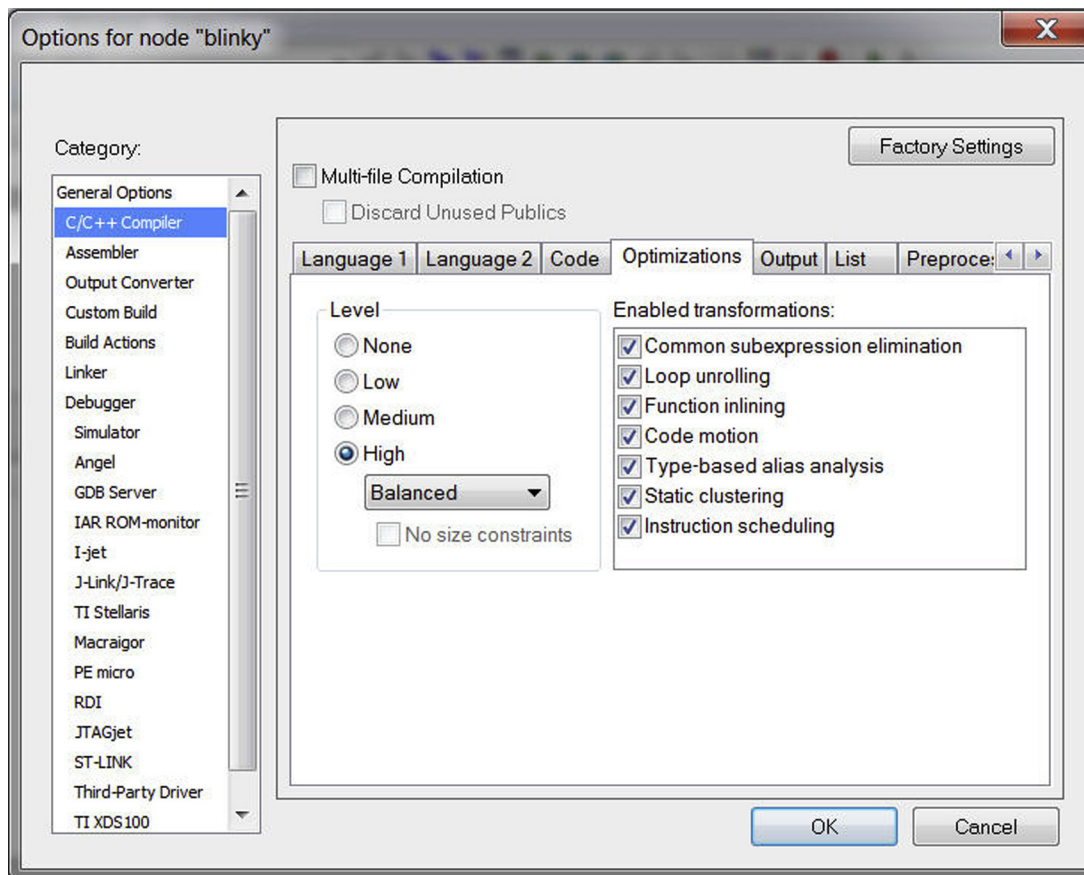 Options for node "blinky"
X
Category:
General Options
C/C++ Compiler
Assembler
Output Converter
Custom Build
Build Actions
Linker
Debugger
Simulator
Angel
GDB Server
IAR ROM-monitor
I-jet
J-Link/J-Trace
TI Stellaris
Macraigor
PE micro
RDI
JTAGjet
ST-LINK
Third-Party Driver
TI XDS100
Factory Settings
Multi-file Compilation
Discard Unused Publics
Language 1 Language 2 Code Optimizations Output List Preproce
Level
None
Low
Medium
High
Balanced
No size constraints
Enabled transformations:
Common subexpression elimination
Loop unrolling
Function inlining
Code motion
Type-based alias analysis
Static clustering
Instruction scheduling
OK Cancel